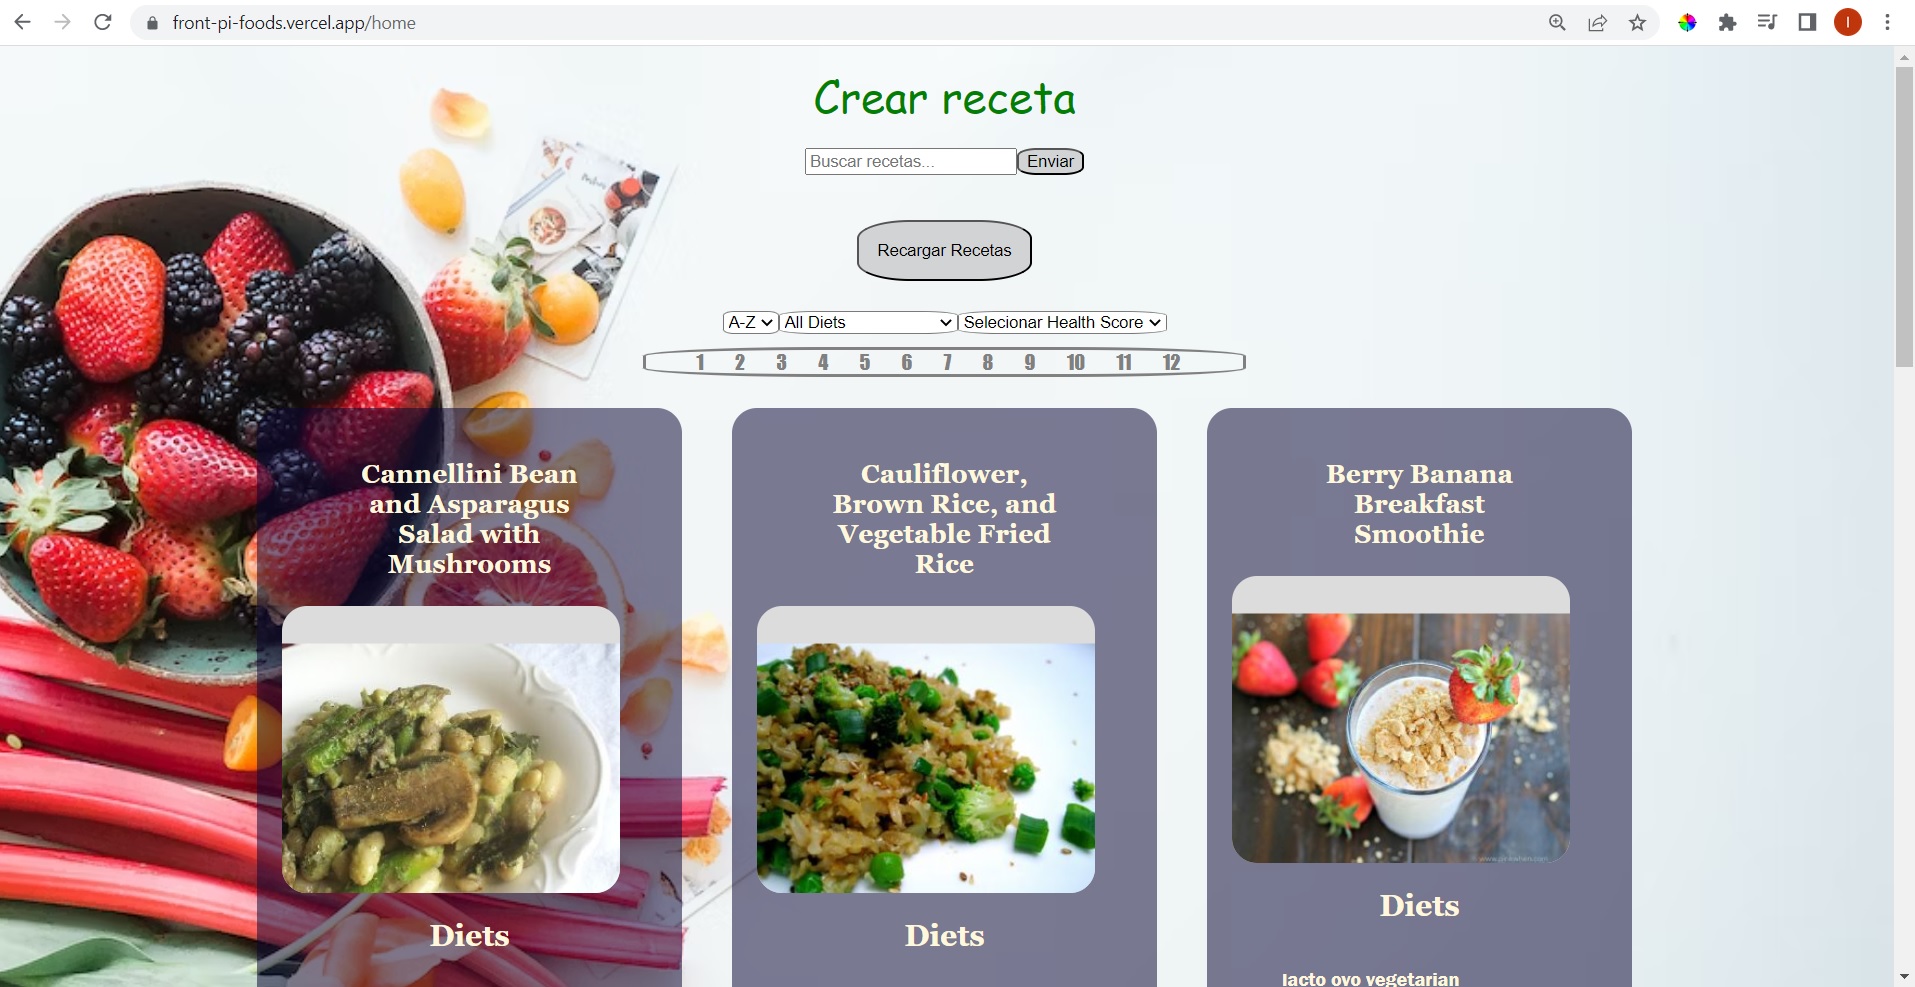 front-pi-foods.vercel.app/home
I
Crear receta
Buscar recetas...
Enviar
Recargar Recetas
A-Z
All Diets
Selecionar Health Score
1 2 3 4 5 6 7 8 9 10 11 12
Cannellini Bean
and Asparagus
Salad with
Mushrooms
Diets
Cauliflower,
Brown Rice, and
Vegetable Fried
Rice
Diets
Berry Banana
Breakfast
Smoothie
Diets
lacto ovo vegetarian